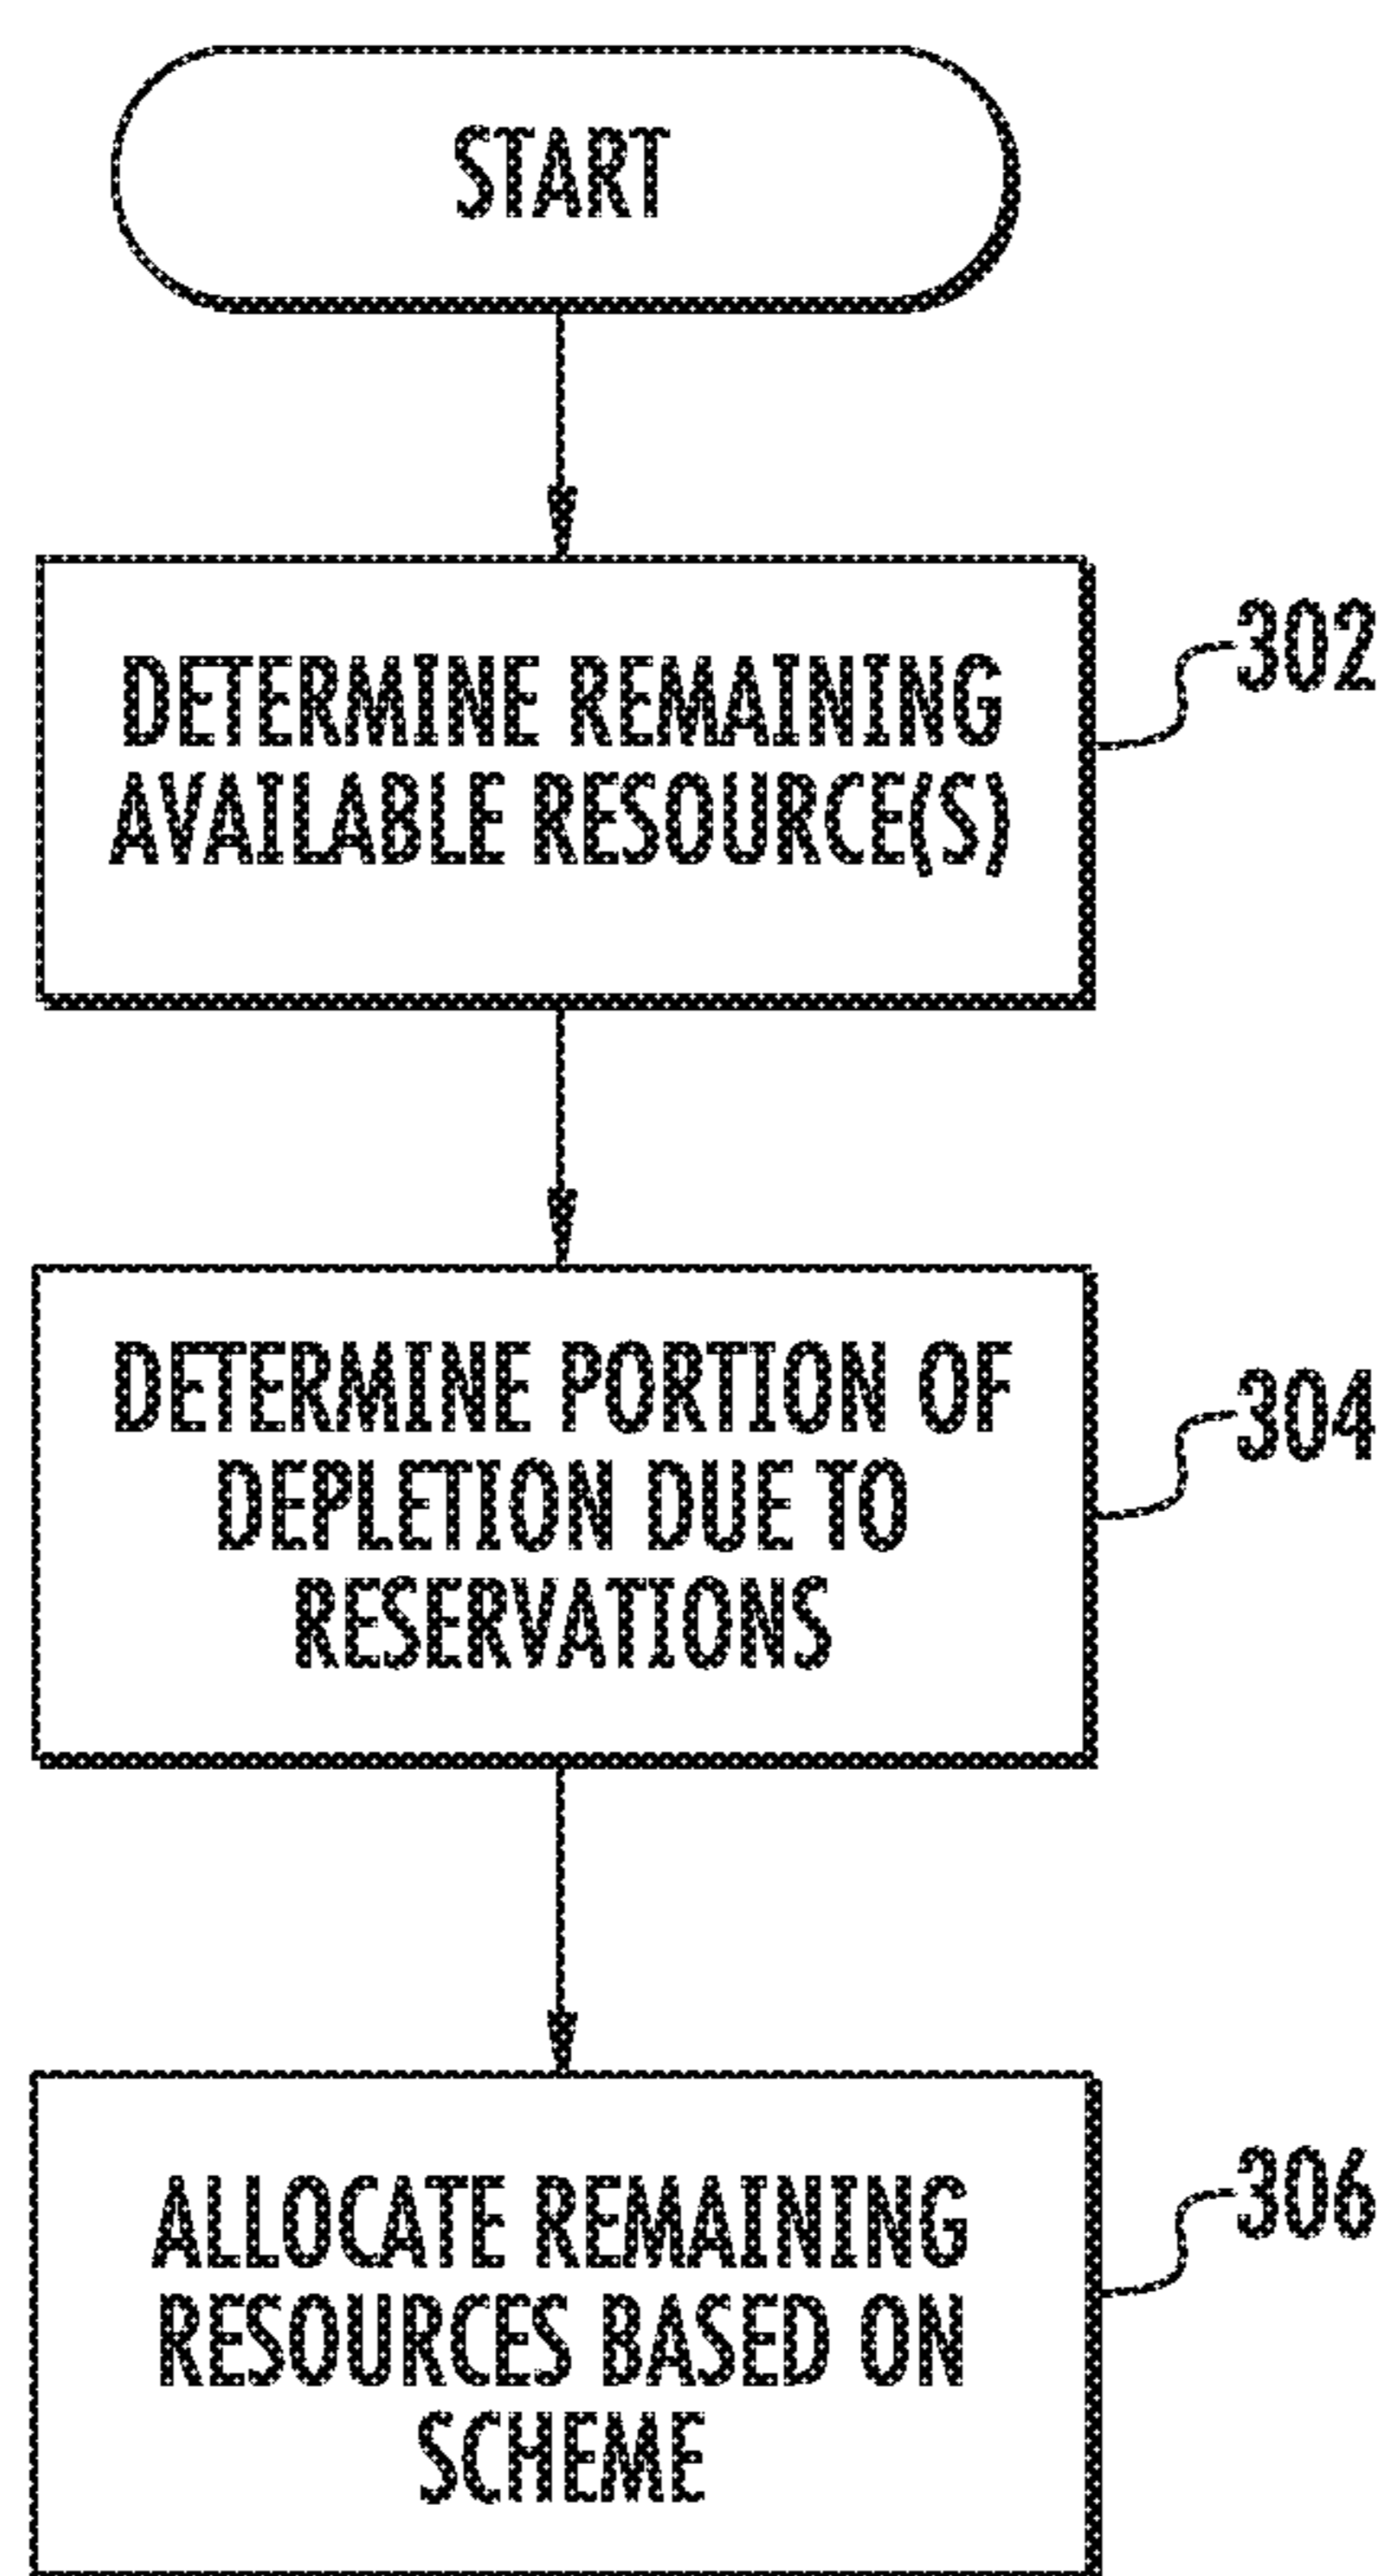 START
DETERMINE REMAINING
AVAILABLE RESOURCE(S)
302
DETERMINE PORTION OF
DEPLETION DUE TO
RESERVATIONS
304
ALLOCATE REMAINING
RESOURCES BASED ON
SCHEME
306